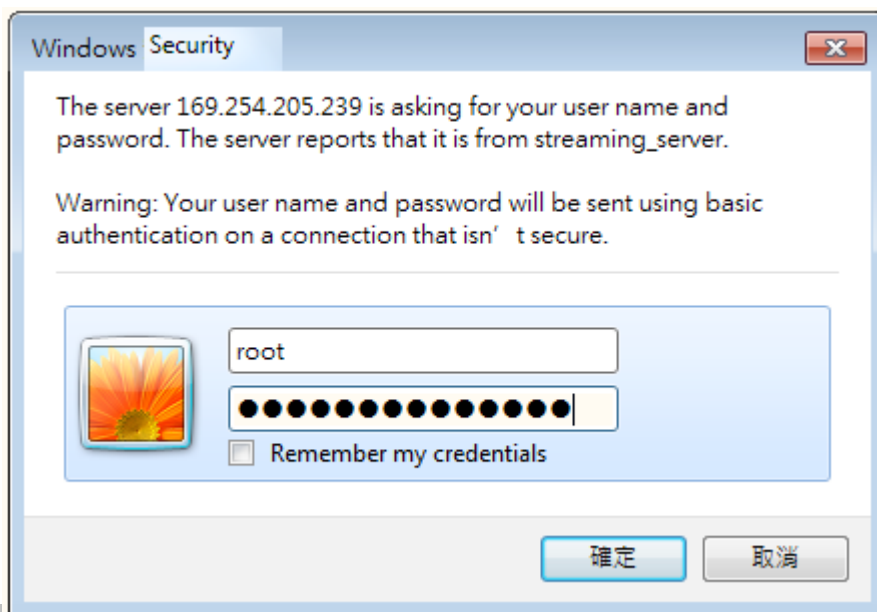 Windows Security
The server 169.254.205.239 is asking for your user name and
password. The server reports that it is from streaming_server.
Warning: Your user name and password will be sent using basic
authentication on a connection that isn’ t secure.
root
●●●●●●●●●●●●●●
Remember my credentials
確定 取消